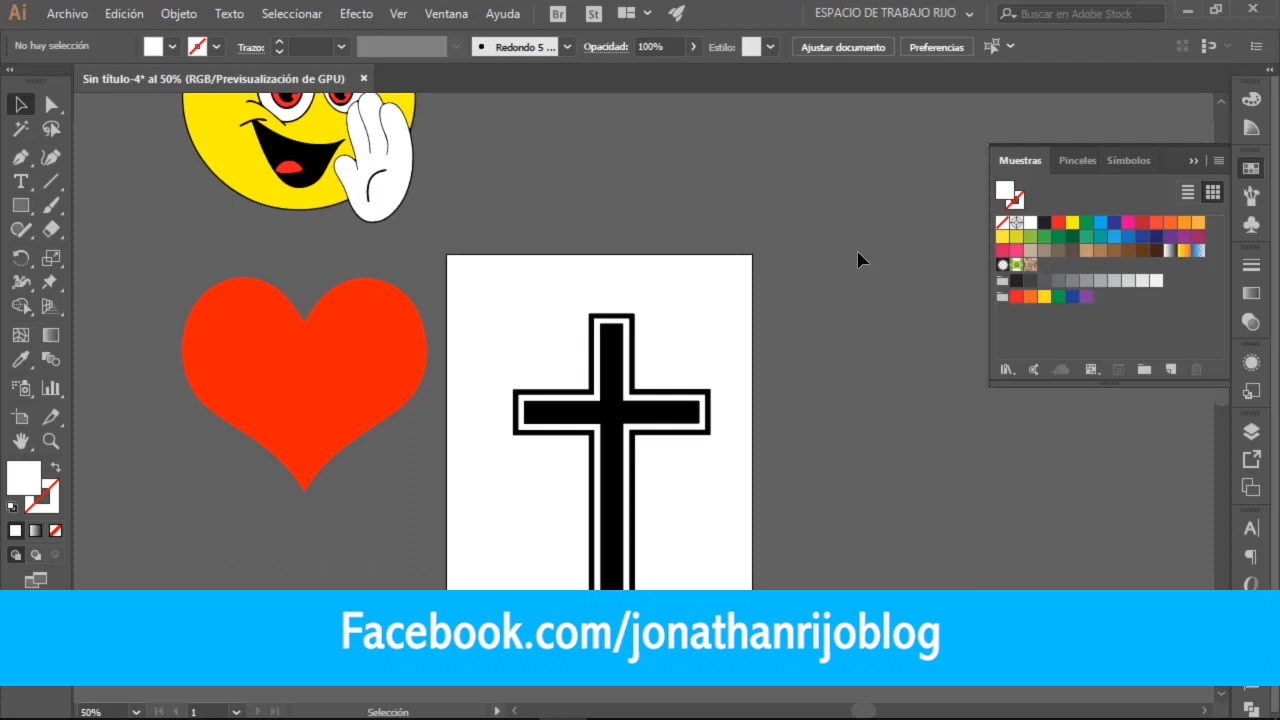 Ai Archivo Edición Objeto Texto Seleccionar Efecto Ver Ventana Ayuda Br St ESPACIO DE TRABAJO RIJO Buscar en Adobe Stock
No hay selección Trazo: Redondo 5 ... Opacidad: 100% Estilo: Ajustar documento Preferencias
Sin título-4* al 50% (RGB/Previsualización de GPU)
Muestras Pinceles Símbolos
Facebook.com/jonathanrijoblog
50% 1 Selección